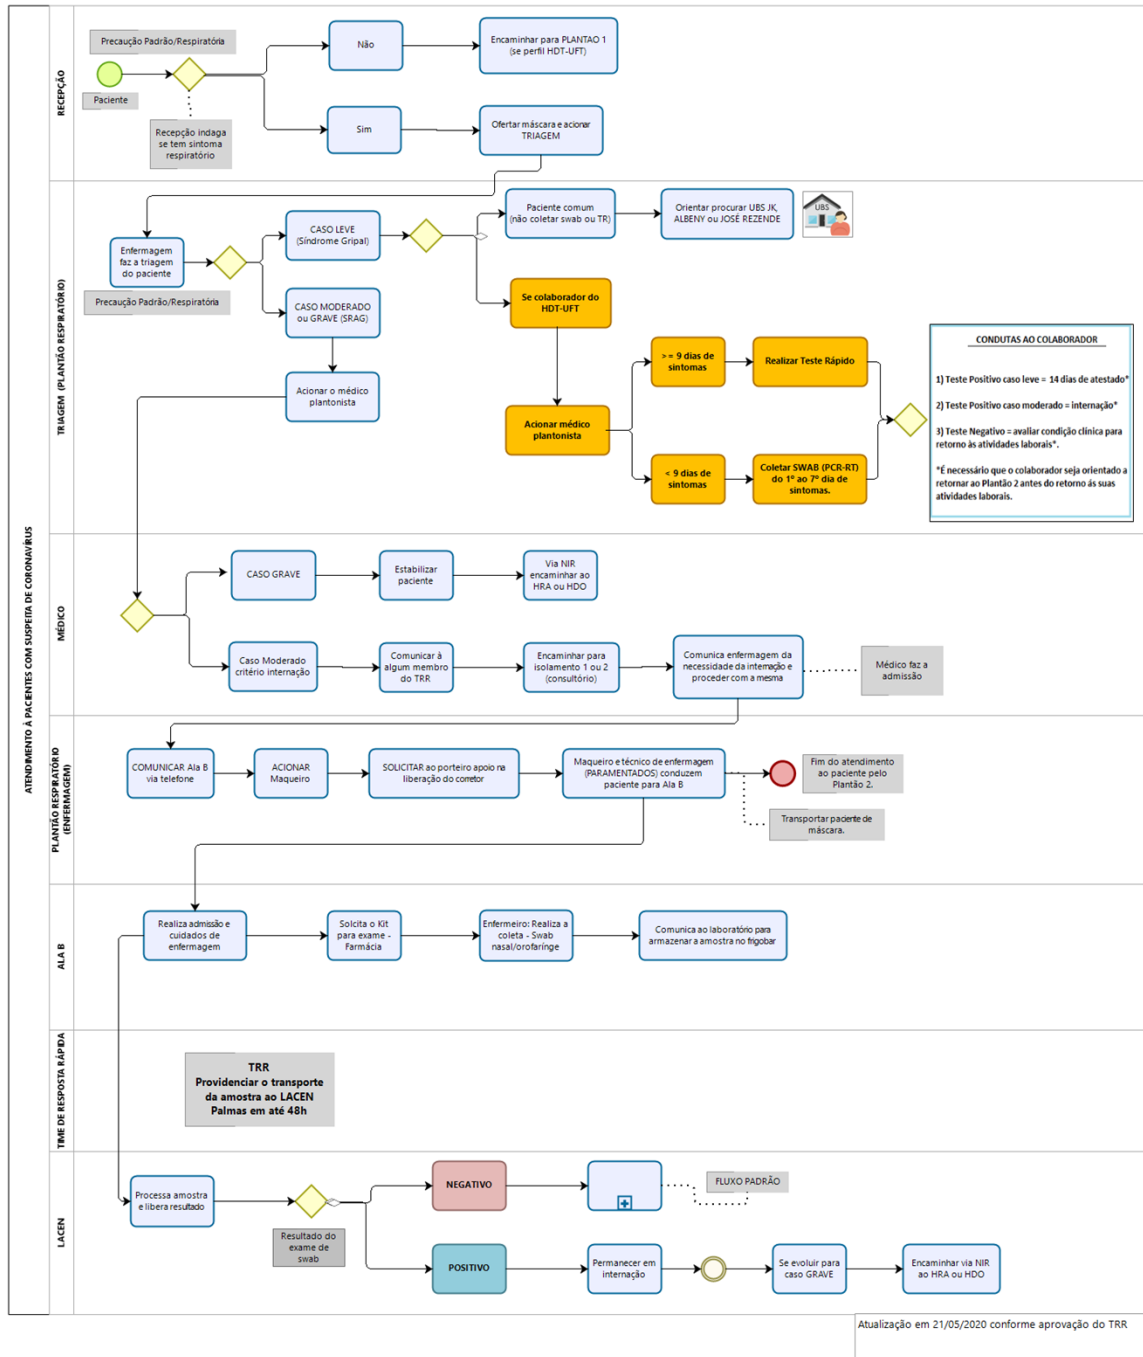 ATENDIMENTO À PACIENTES COM SUSPEITA DE CORONAVÍRUS
RECEPÇÃO
Precaução Padrão/Respiratória
Paciente
Recepção indaga
se tem sintoma
respiratório
Não
Encaminhar para PLANTAO 1
(se perfil HDT-UFT)
Sim
Ofertar máscara e acionar
TRIAGEM
TRIAGEM (PLANTÃO RESPIRATÓRIO)
Enfermagem
faz a triagem
do paciente
Precaução Padrão/Respiratória
CASO LEVE
(Síndrome Gripal)
CASO MODERADO
ou GRAVE (SRAG)
Acionar o médico
plantonista
Paciente comum
(não coletar swab ou TR)
Orientar procurar UBS JK,
ALBENY ou JOSÉ REZENDE
UBS
Se colaborador do
HDT-UFT
Acionar médico
plantonista
>= 9 dias de
sintomas
Realizar Teste Rápido
< 9 dias de
sintomas
Coletar SWAB (PCR-RT)
do 1º ao 7º dia de
sintomas.
CONDUTAS AO COLABORADOR
1) Teste Positivo caso leve = 14 dias de atestado*
2) Teste Positivo caso moderado = internação*
3) Teste Negativo = avaliar condição clínica para
retorno às atividades laborais*.
*É necessário que o colaborador seja orientado a
retornar ao Plantão 2 antes do retorno ás suas
atividades laborais.
MÉDICO
CASO GRAVE
Estabilizar
paciente
Via NIR
encaminhar ao
HRA ou HDO
Caso Moderado
critério internação
Comunicar à
algum membro
do TRR
Encaminhar para
isolamento 1 ou 2
(consultório)
Comunica enfermagem da
necessidade da internação e
proceder com a mesma
Médico faz a
admissão
PLANTÃO RESPIRATÓRIO
(ENFERMAGEM)
COMUNICAR Ala B
via telefone
ACIONAR
Maqueiro
SOLICITAR ao porteiro apoio na
liberação do corretor
Maqueiro e técnico de enfermagem
(PARAMENTADOS) conduzem
paciente para Ala B
Fim do atendimento
ao paciente pelo
Plantão 2.
Transportar paciente de
máscara.
ALA B
Realiza admissão e
cuidados de
enfermagem
Solcita o Kit
para exame -
Farmácia
Enfermeiro: Realiza a
coleta - Swab
nasal/orofarínge
Comunica ao laboratório para
armazenar a amostra no frigobar
TIME DE RESPOSTA RÁPIDA
TRR
Providenciar o transporte
da amostra ao LACEN
Palmas em até 48h
LACEN
Processa amostra
e libera resultado
Resultado do
exame de
swab
NEGATIVO
FLUXO PADRÃO
POSITIVO
Permanecer em
internação
Se evoluir para
caso GRAVE
Encaminhar via NIR
ao HRA ou HDO
Atualização em 21/05/2020 conforme aprovação do TRR